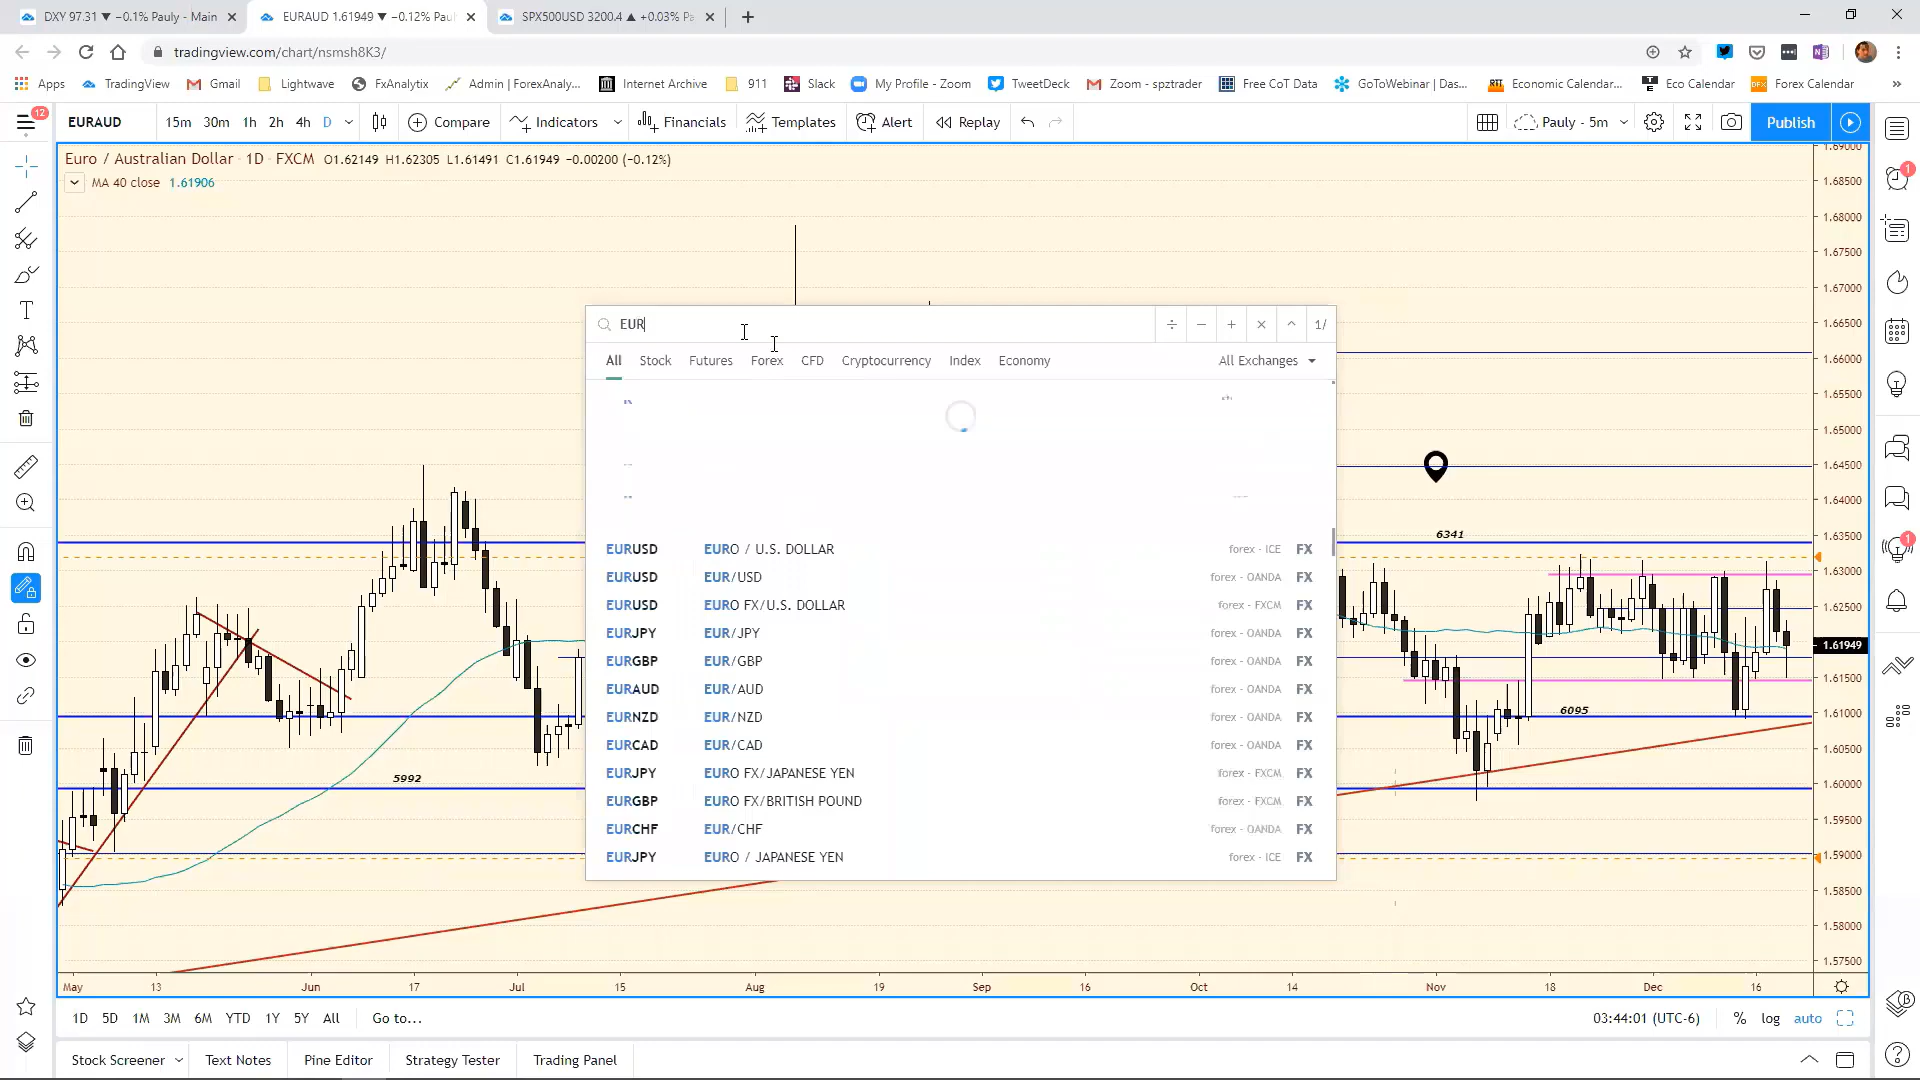 DXY 97.31 ▼ −0.1% Pauly - Main
EURAUD 1.61949 ▼ −0.12% Paul
SPX500USD 3200.4 ▲ +0.03% Pa
tradingview.com/chart/nsmsh8K3/
Apps TradingView Gmail Lightwave FxAnalytix Admin | ForexAnaly... Internet Archive 911 Slack My Profile - Zoom TweetDeck Zoom - spztrader Free CoT Data GoToWebinar | Das... Economic Calendar... Eco Calendar Forex Calendar »
12 EURAUD 15m 30m 1h 2h 4h D Compare Indicators Financials Templates Alert Replay Pauly - 5m Publish
Euro / Australian Dollar · 1D · FXCM O1.62149 H1.62305 L1.61491 C1.61949 −0.00200 (−0.12%)
MA 40 close 1.61906
1
EUR
÷ − + × 1/
All Stock Futures Forex CFD Cryptocurrency Index Economy All Exchanges
EURUSD EURO / U.S. DOLLAR forex - ICE FX
EURUSD EUR/USD forex - OANDA FX
EURUSD EURO FX/U.S. DOLLAR forex - FXCM FX
EURJPY EUR/JPY forex - OANDA FX
EURGBP EUR/GBP forex - OANDA FX
EURAUD EUR/AUD forex - OANDA FX
EURNZD EUR/NZD forex - OANDA FX
EURCAD EUR/CAD forex - OANDA FX
EURJPY EURO FX/JAPANESE YEN forex - FXCM FX
EURGBP EURO FX/BRITISH POUND forex - FXCM FX
EURCHF EUR/CHF forex - OANDA FX
EURJPY EURO / JAPANESE YEN forex - ICE FX
5992
6341
6095
1.69000
1.68500
1.68000
1.67500
1.67000
1.66500
1.66000
1.65500
1.65000
1.64500
1.64000
1.63500
1.63000
1.62500
1.61949
1.61500
1.61000
1.60500
1.60000
1.59500
1.59000
1.58500
1.58000
1.57500
1
May 13 Jun 17 Jul 15 Aug 19 Sep 16 Oct 14 Nov 18 Dec 16
1D 5D 1M 3M 6M YTD 1Y 5Y All Go to... 03:44:01 (UTC-6) % log auto
Stock Screener Text Notes Pine Editor Strategy Tester Trading Panel